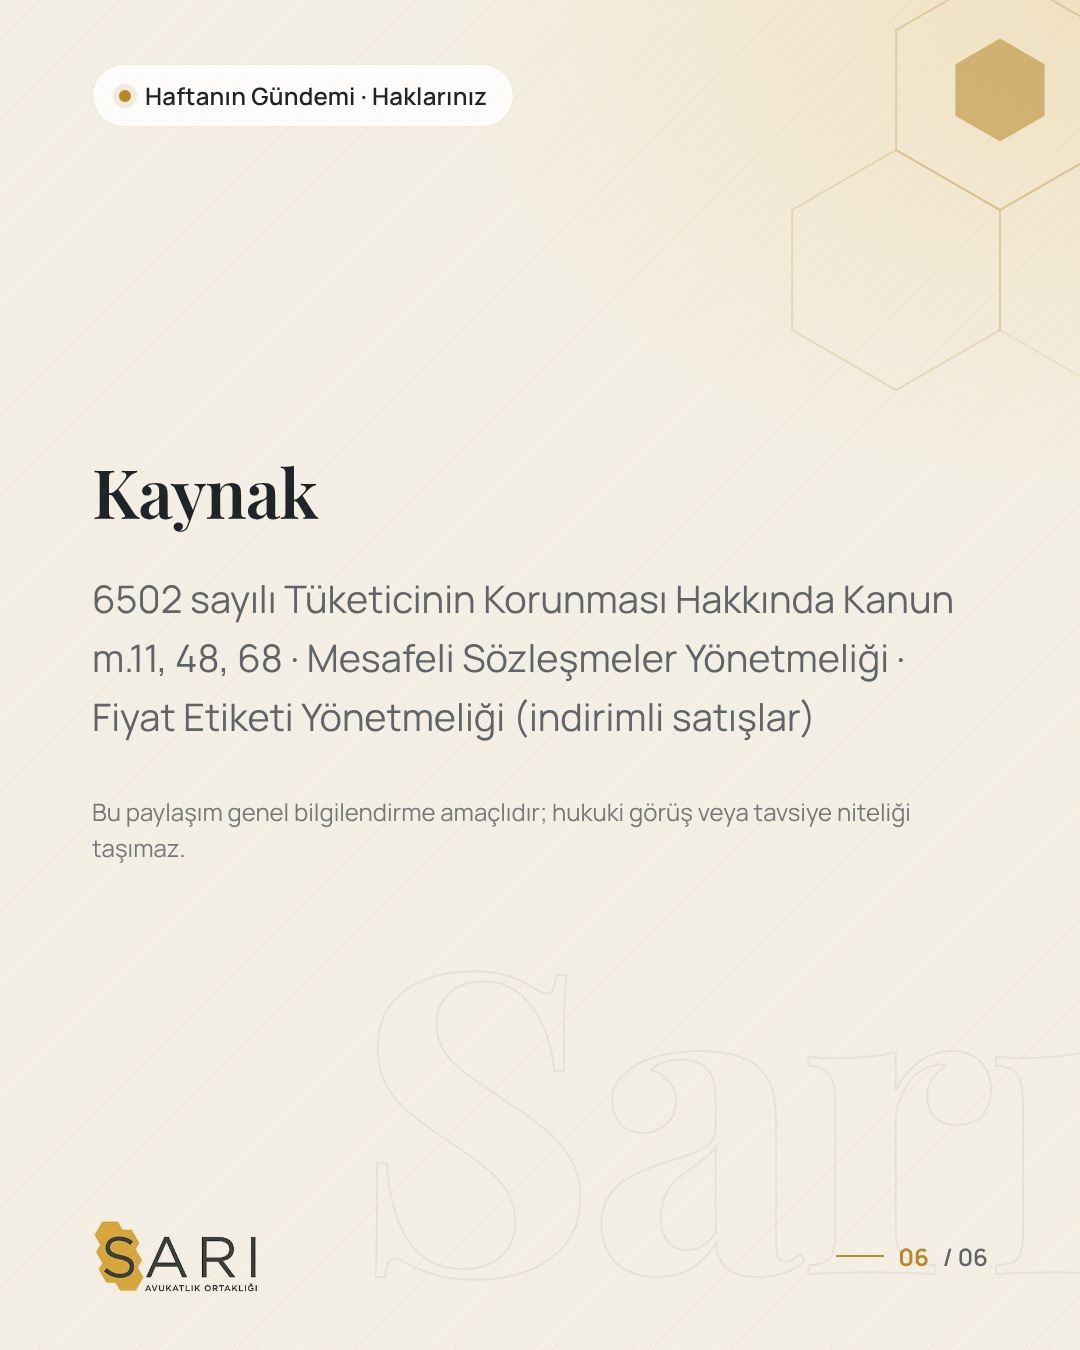 Haftanın Gündemi · Haklarınız
Kaynak
6502 sayılı Tüketicinin Korunması Hakkında Kanun
m.11, 48, 68 · Mesafeli Sözleşmeler Yönetmeliği ·
Fiyat Etiketi Yönetmeliği (indirimli satışlar)
Bu paylaşım genel bilgilendirme amaçlıdır; hukuki görüş veya tavsiye niteliği
taşımaz.
Sarı
SARI
AVUKATLIK ORTAKLIĞI
06 / 06